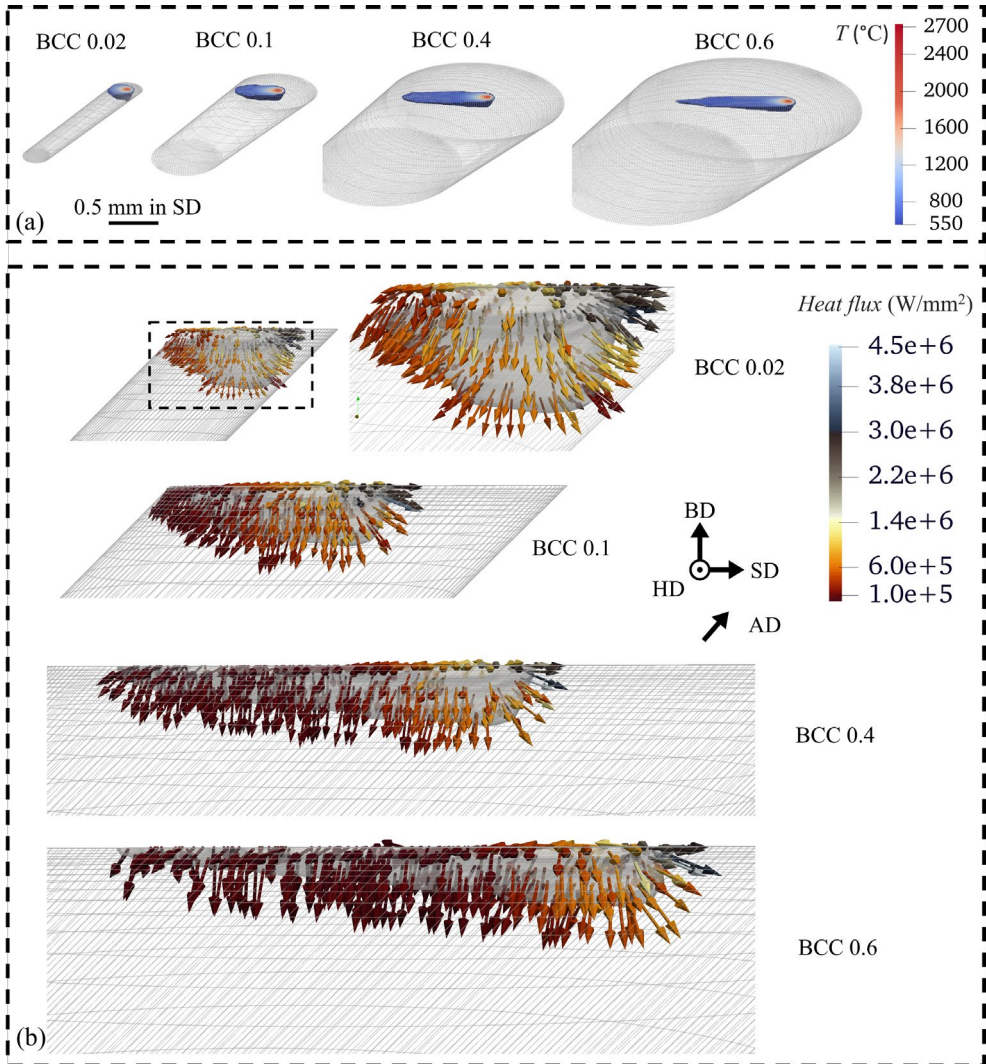 BCC 0.02
BCC 0.1
BCC 0.4
BCC 0.6
T (°C)
2700
2400
2000
1600
1200
800
550
0.5 mm in SD
(a)
BCC 0.02
Heat flux (W/mm²)
4.5e+6
3.8e+6
3.0e+6
2.2e+6
1.4e+6
6.0e+5
1.0e+5
BCC 0.1
BD
SD
HD
AD
BCC 0.4
BCC 0.6
(b)